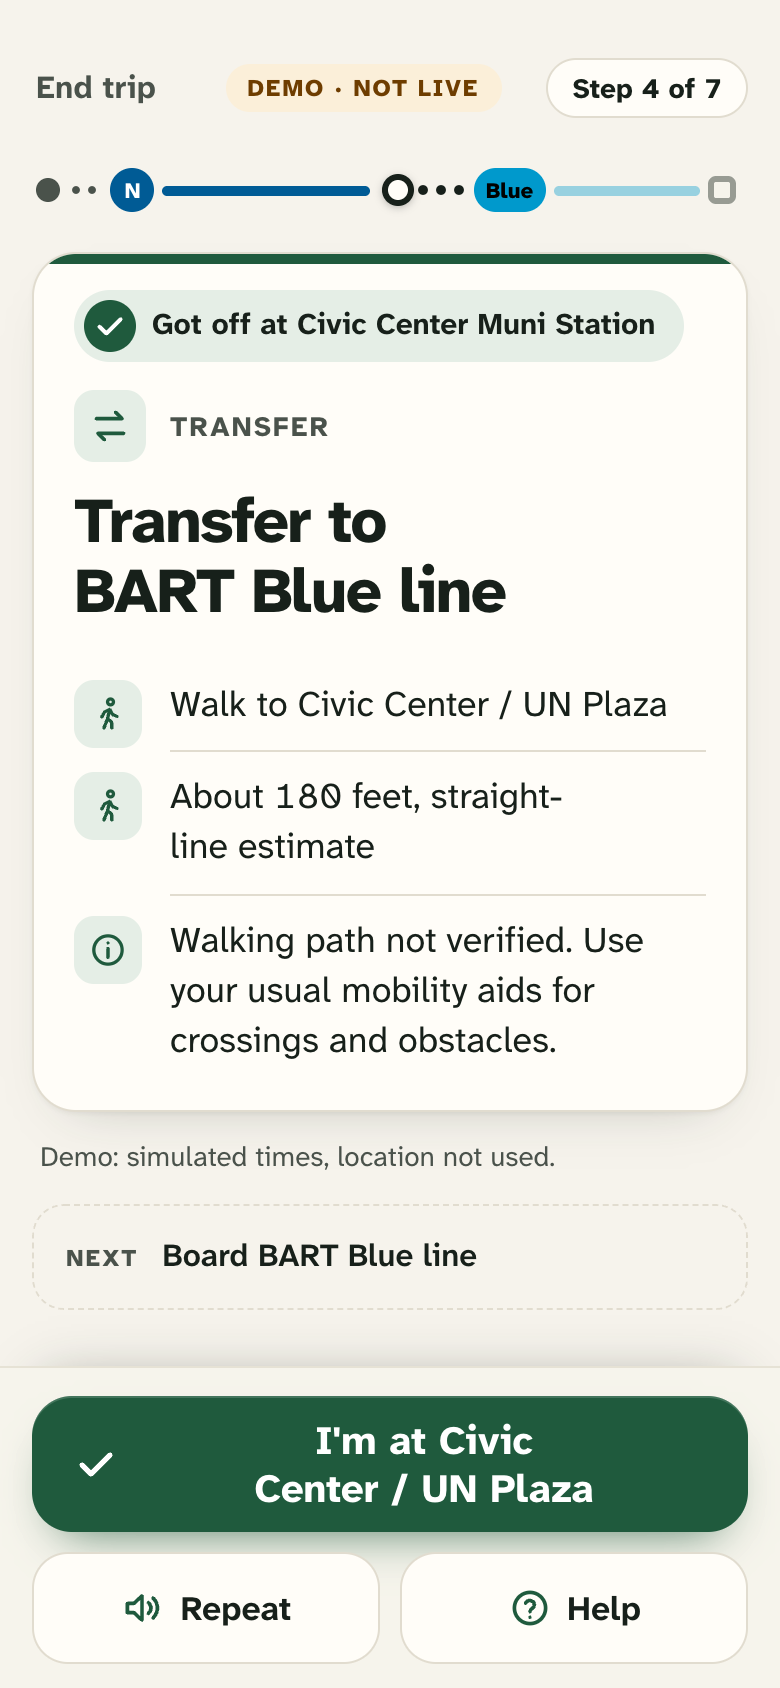 End trip
DEMO · NOT LIVE
Step 4 of 7
N
Blue
Got off at Civic Center Muni Station
TRANSFER
Transfer to
BART Blue line
Walk to Civic Center / UN Plaza
About 180 feet, straight-
line estimate
Walking path not verified. Use
your usual mobility aids for
crossings and obstacles.
Demo: simulated times, location not used.
NEXT Board BART Blue line
I'm at Civic
Center / UN Plaza
Repeat
Help